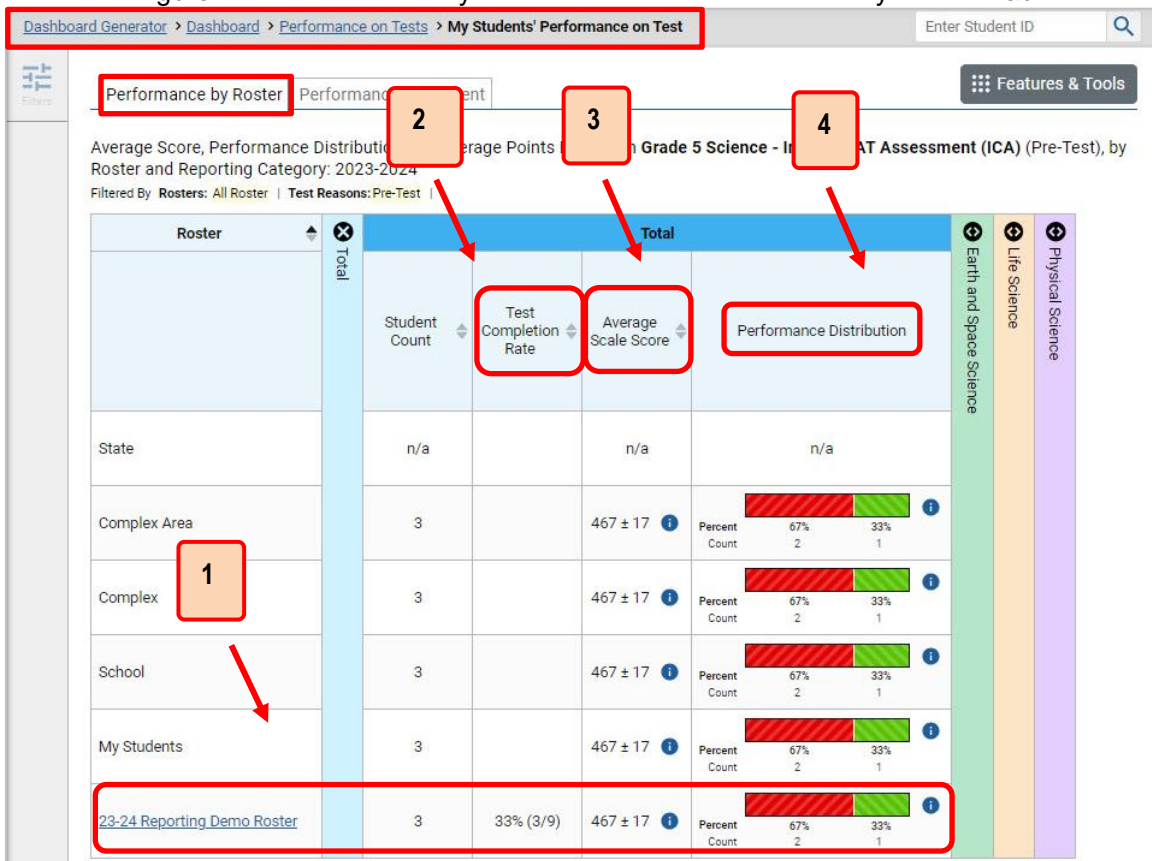 Dashboard Generator > Dashboard > Performance on Tests > My Students' Performance on Test
Enter Student ID
Filters
Features & Tools
Performance by Roster
2
3
4
Average Score, Performance Grade 5 Science - AT Assessment (ICA) (Pre-Test), by
Roster and Reporting Category: 2023-2024
Filtered By Rosters: All Roster | Test Reasons: Pre-Test |
Roster
Total
Total
Earth and Space Science
Life Science
Physical Science
Student Count
Test Completion Rate
Average Scale Score
Performance Distribution
State n/a n/a n/a
Complex Area 3 467 ± 17
Percent 67% 33%
Count 2 1
1
Complex 3 467 ± 17
Percent 67% 33%
Count 2 1
School 3 467 ± 17
Percent 67% 33%
Count 2 1
My Students 3 467 ± 17
Percent 67% 33%
Count 2 1
23-24 Reporting Demo Roster 3 33% (3/9) 467 ± 17
Percent 67% 33%
Count 2 1